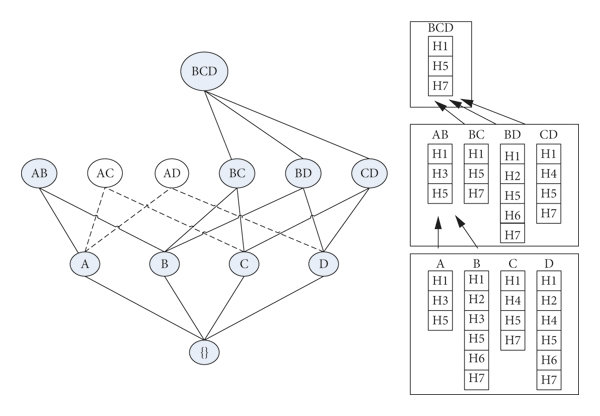 BCD
AB AC AD BC BD CD
A B C D
{}
BCD
H1
H5
H7
AB BC BD CD
H1 H1 H1 H1
H3 H5 H2 H4
H5 H7 H5 H5
H6 H7
H7
A B C D
H1 H1 H1 H1
H3 H2 H4 H2
H5 H3 H5 H4
H5 H7 H5
H6 H6
H7 H7